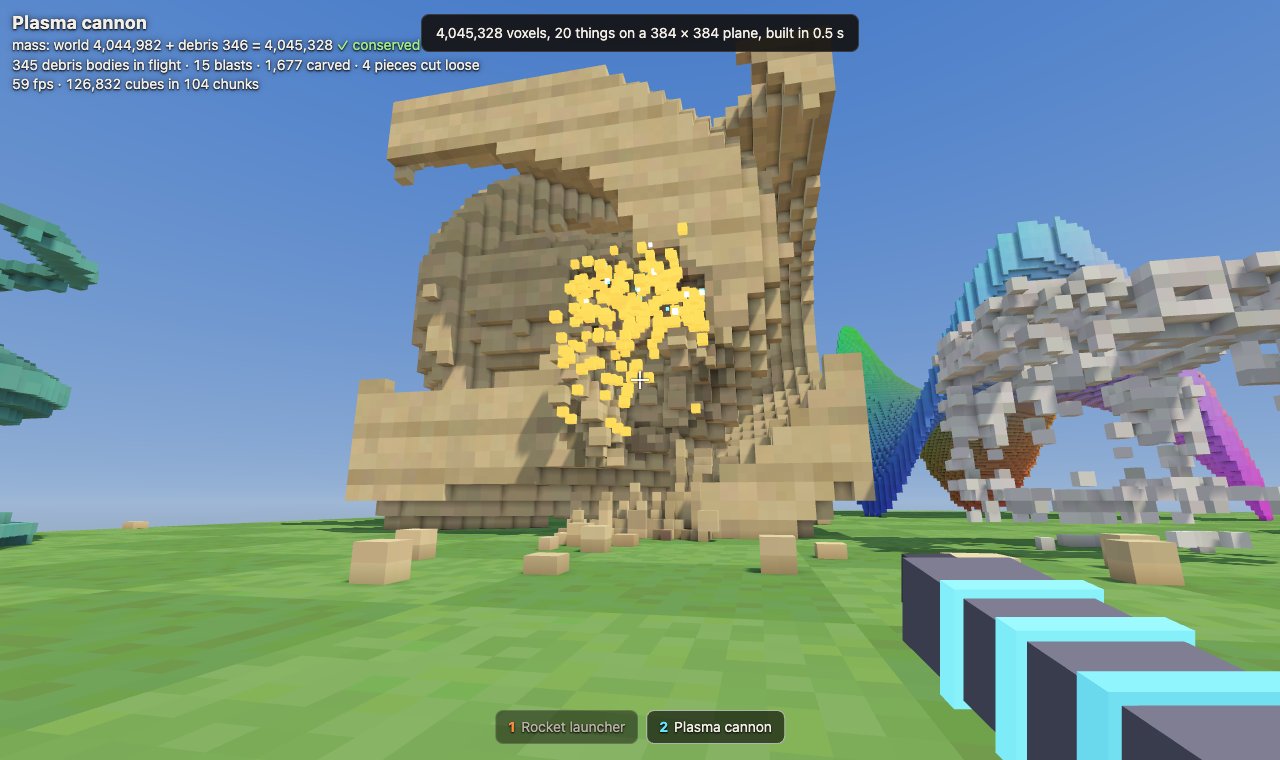 Plasma cannon
mass: world 4,044,982 + debris 346 = 4,045,328 ✓ conserved
345 debris bodies in flight · 15 blasts · 1,677 carved · 4 pieces cut loose
59 fps · 126,832 cubes in 104 chunks
4,045,328 voxels, 20 things on a 384 × 384 plane, built in 0.5 s
1 Rocket launcher
2 Plasma cannon